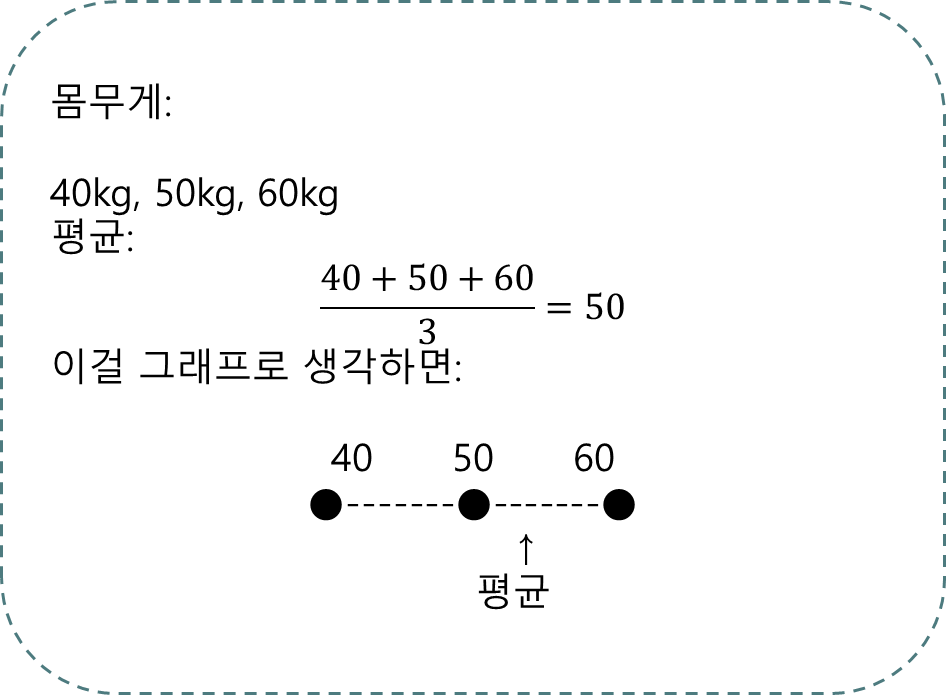 몸무게:
40kg, 50kg, 60kg
평균:
40 + 50 + 60
3
= 50
이걸 그래프로 생각하면:
40 50 60
●-------●-------●
↑
평균